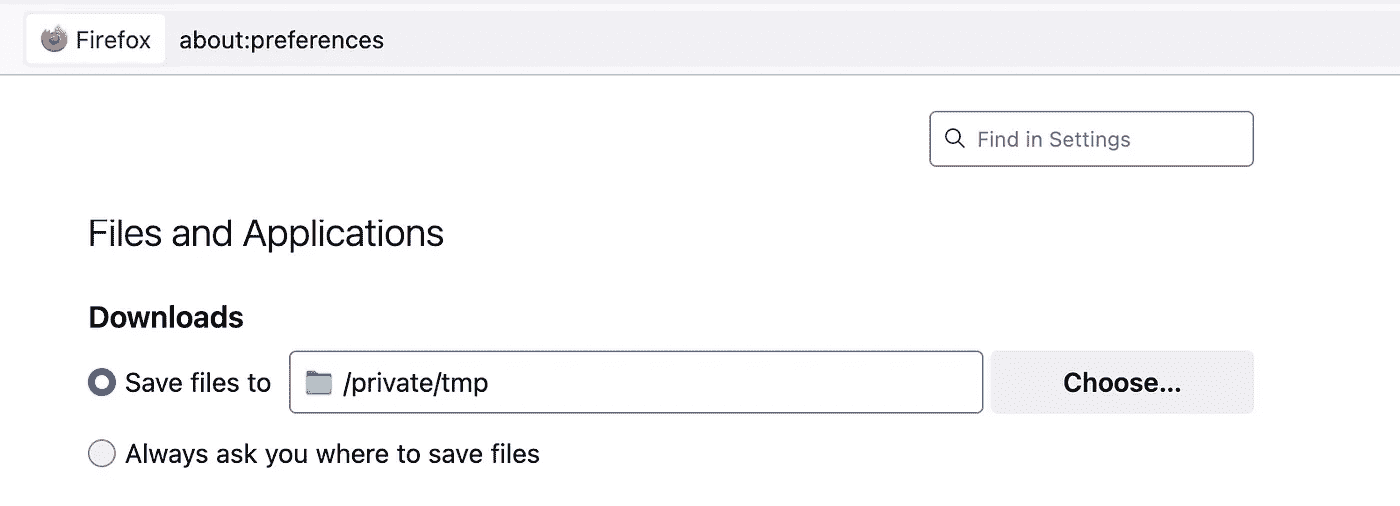 Firefox about:preferences
Find in Settings
Files and Applications
Downloads
Save files to /private/tmp Choose...
Always ask you where to save files